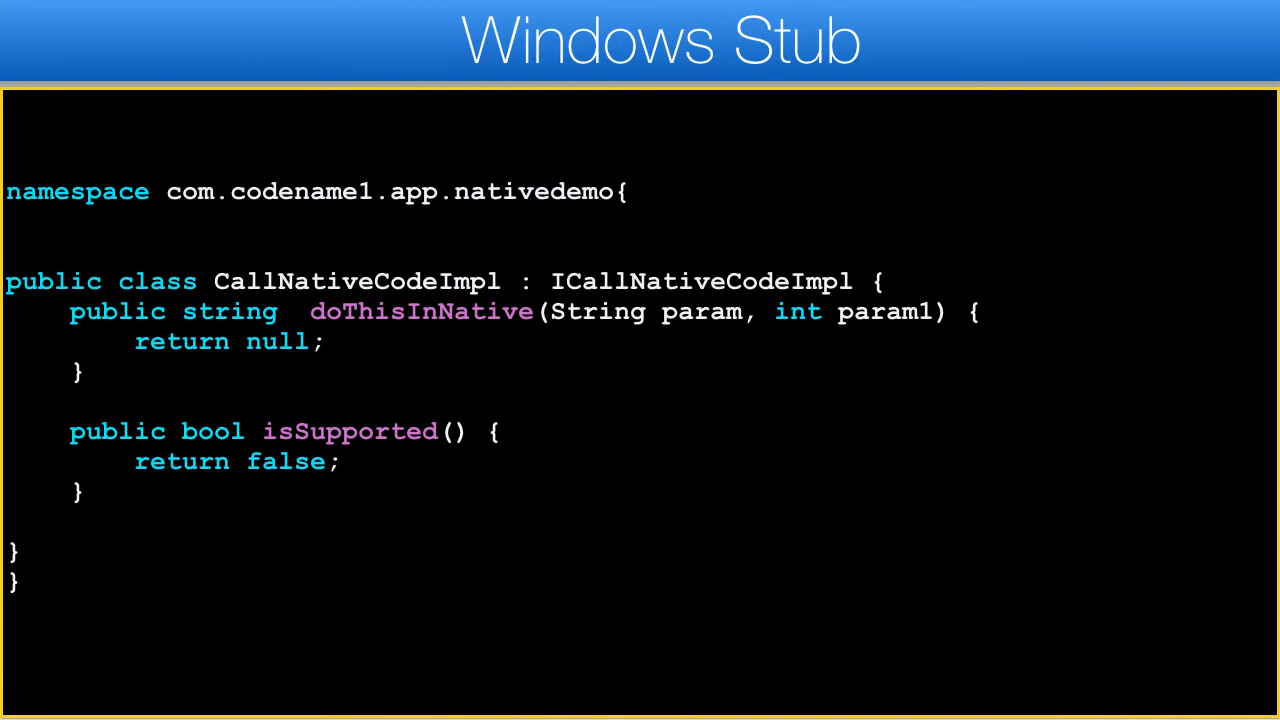 Windows Stub
namespace com.codename1.app.nativedemo{
public class CallNativeCodeImpl : ICallNativeCodeImpl {
    public string  doThisInNative(String param, int param1) {
        return null;
    }
    public bool isSupported() {
        return false;
    }
}
}